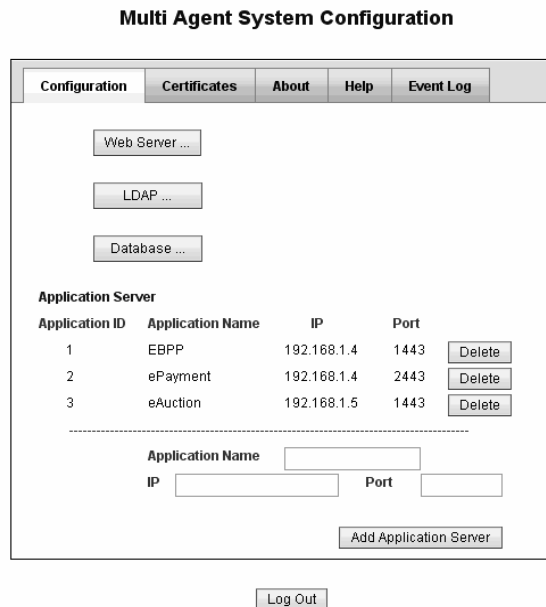 Multi Agent System Configuration
Configuration Certificates About Help Event Log
Web Server ...
LDAP ...
Database ...
Application Server
Application ID Application Name IP Port
1 EBPP 192.168.1.4 1443 Delete
2 ePayment 192.168.1.4 2443 Delete
3 eAuction 192.168.1.5 1443 Delete
Application Name
IP Port
Add Application Server
Log Out